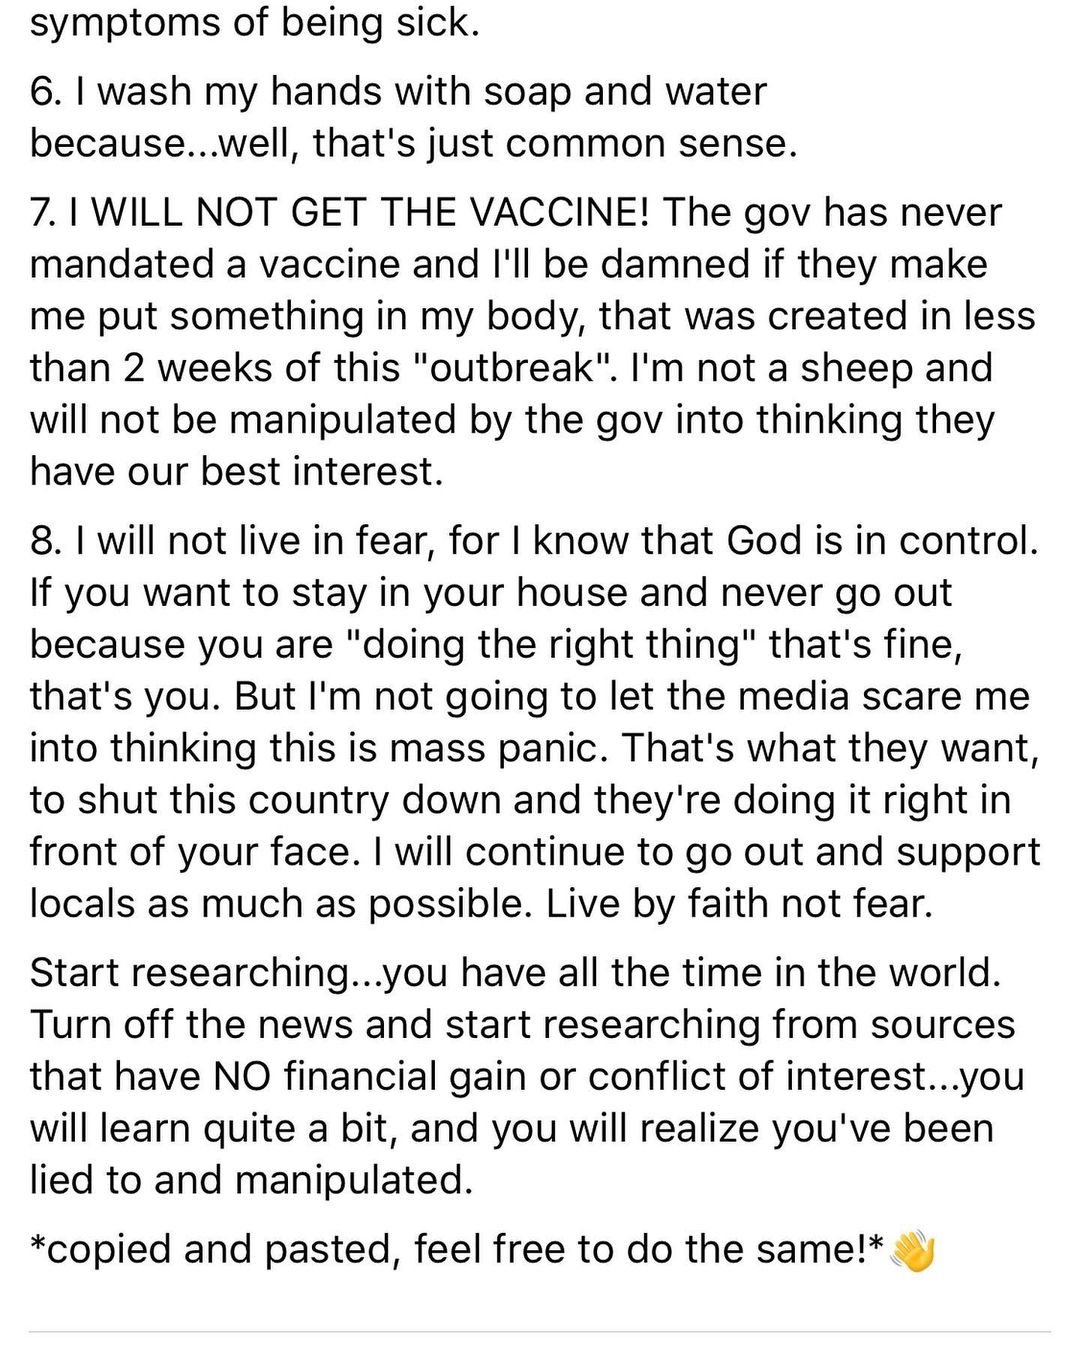 symptoms of being sick.
6. I wash my hands with soap and water
because...well, that's just common sense.
7. I WILL NOT GET THE VACCINE! The gov has never
mandated a vaccine and I'll be damned if they make
me put something in my body, that was created in less
than 2 weeks of this "outbreak". I'm not a sheep and
will not be manipulated by the gov into thinking they
have our best interest.
8. I will not live in fear, for I know that God is in control.
If you want to stay in your house and never go out
because you are "doing the right thing" that's fine,
that's you. But I'm not going to let the media scare me
into thinking this is mass panic. That's what they want,
to shut this country down and they're doing it right in
front of your face. I will continue to go out and support
locals as much as possible. Live by faith not fear.
Start researching...you have all the time in the world.
Turn off the news and start researching from sources
that have NO financial gain or conflict of interest...you
will learn quite a bit, and you will realize you've been
lied to and manipulated.
*copied and pasted, feel free to do the same!*👋